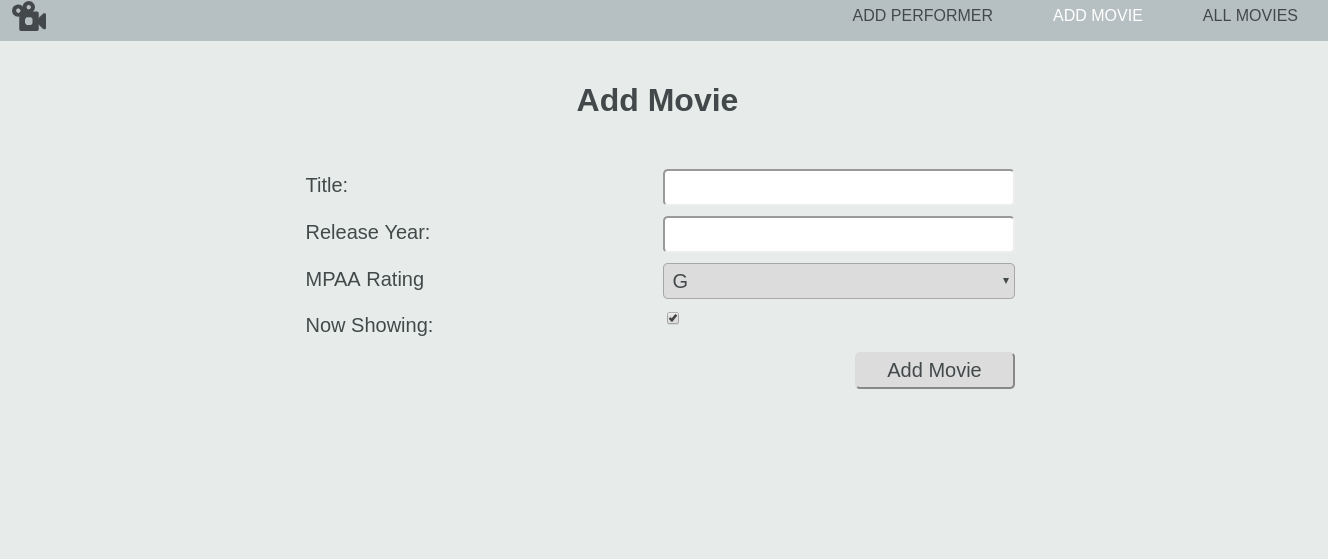 ADD PERFORMER ADD MOVIE ALL MOVIES
Add Movie
Title:
Release Year:
MPAA Rating G
Now Showing:
Add Movie